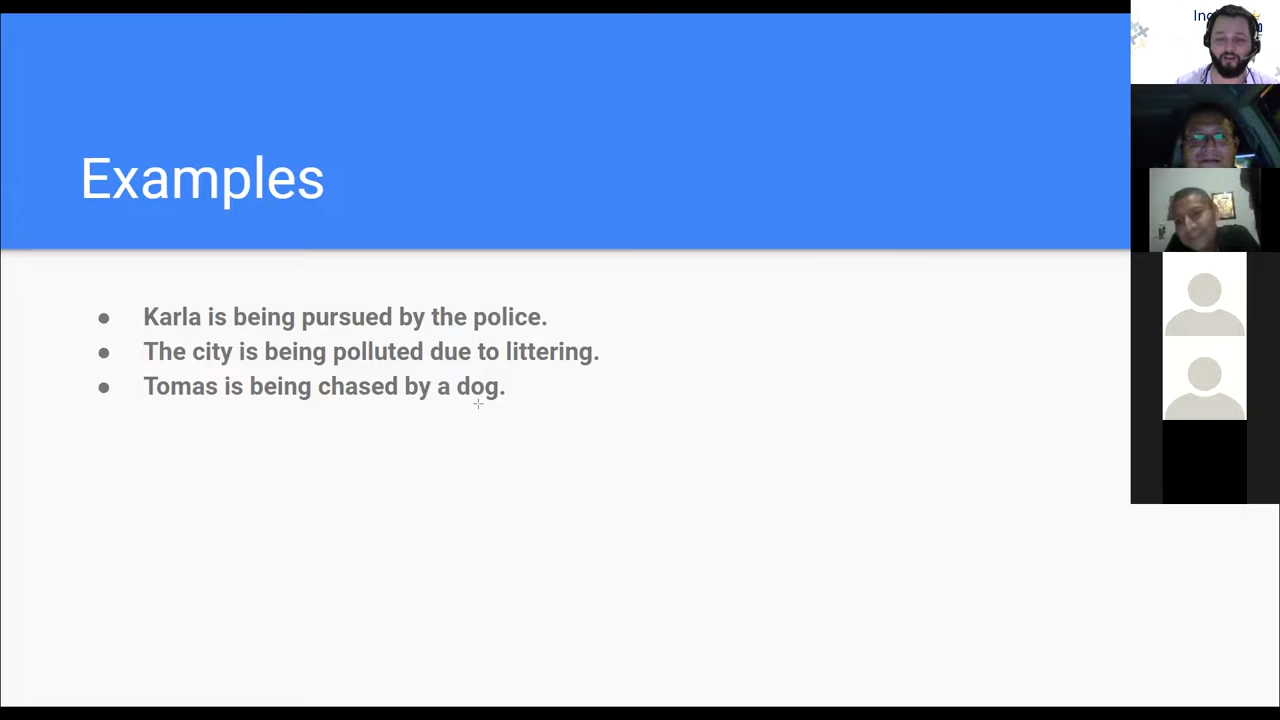 Examples
● Karla is being pursued by the police.
● The city is being polluted due to littering.
● Tomas is being chased by a dog.